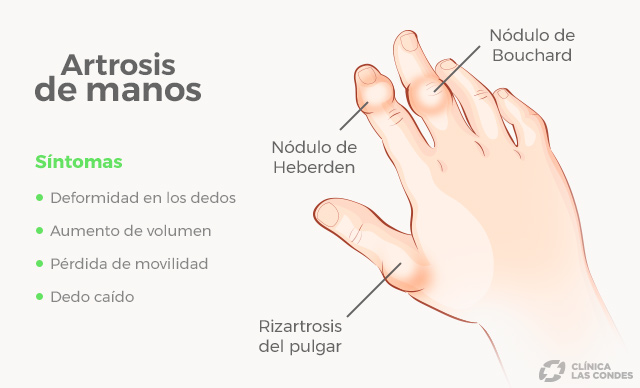 Artrosis
de manos
Síntomas
Deformidad en los dedos
Aumento de volumen
Pérdida de movilidad
Dedo caído
Nódulo de
Bouchard
Nódulo de
Heberden
Rizartrosis
del pulgar
CLÍNICA
LAS CONDES